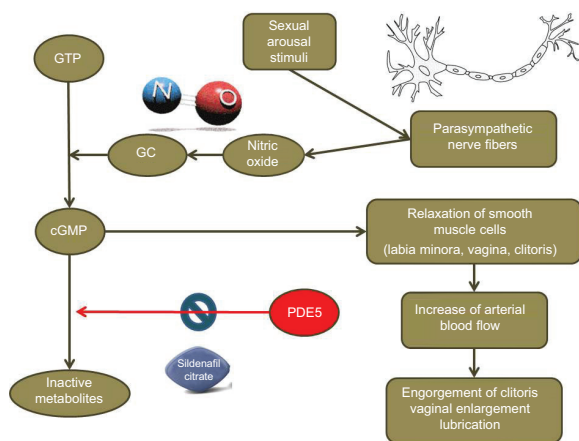 GTP
Sexual arousal
stimuli
N
O
Parasympathetic
nerve fibers
GC
Nitric
oxide
cGMP
Relaxation of smooth
muscle cells
(labia minora, vagina, clitoris)
PDE5
Increase of arterial
blood flow
Sildenafil
citrate
Inactive
metabolites
Engorgement of clitoris
vaginal enlargement
lubrication